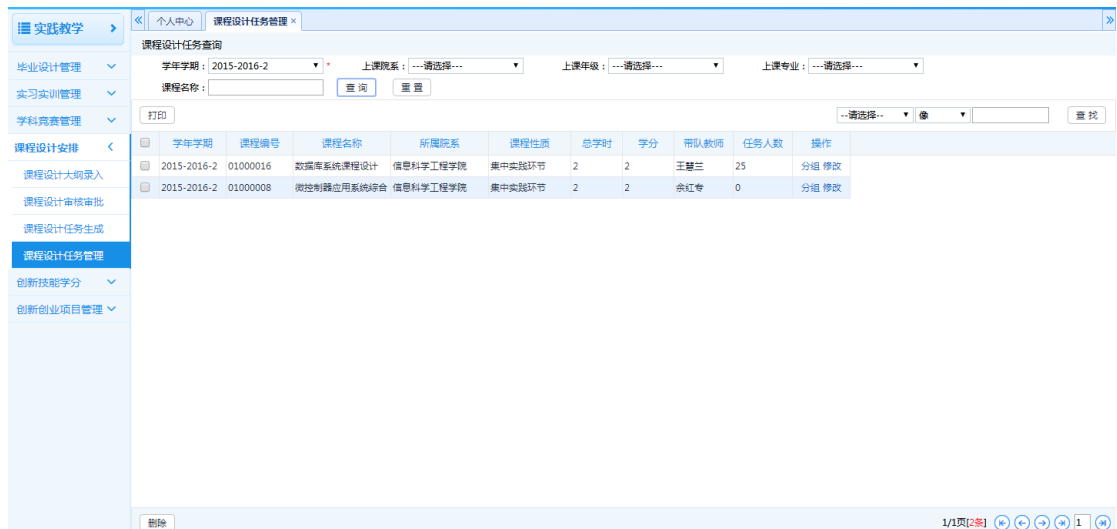 实践教学
毕业设计管理
实习实训管理
学科竞赛管理
课程设计安排
课程设计大纲录入
课程设计审核审批
课程设计任务生成
课程设计任务管理
创新技能学分
创新创业项目管理
个人中心 课程设计任务管理 ×
课程设计任务查询
学年学期：2015-2016-2 * 上课院系：---请选择--- 上课年级：---请选择--- 上课专业：---请选择---
课程名称： 查 询 重 置
打印 --请选择-- 像 查 找
学年学期 课程编号 课程名称 所属院系 课程性质 总学时 学分 带队教师 任务人数 操作
2015-2016-2 01000016 数据库系统课程设计 信息科学工程学院 集中实践环节 2 2 王慧兰 25 分组 修改
2015-2016-2 01000008 微控制器应用系统综合 信息科学工程学院 集中实践环节 2 2 余红专 0 分组 修改
删除 1/1页[2条] 1